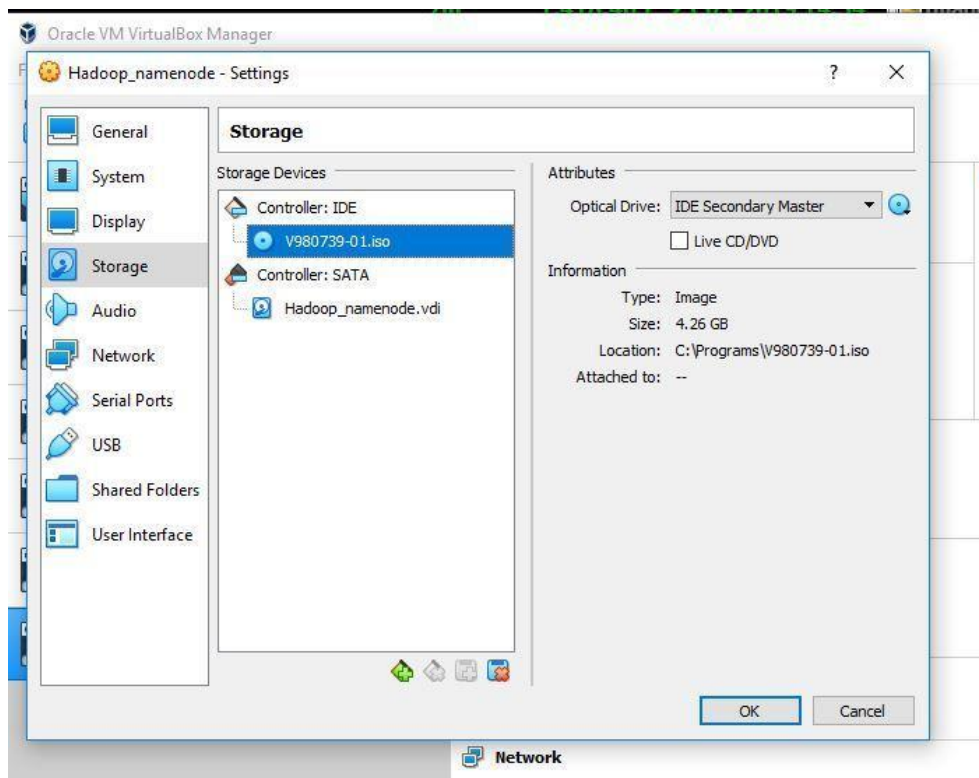 Oracle VM VirtualBox Manager
Hadoop_namenode - Settings
?
General
System
Display
Storage
Audio
Network
Serial Ports
USB
Shared Folders
User Interface
Storage
Storage Devices
Controller: IDE
V980739-01.iso
Controller: SATA
Hadoop_namenode.vdi
Attributes
Optical Drive: IDE Secondary Master
Live CD/DVD
Information
Type: Image
Size: 4.26 GB
Location: C:\Programs\V980739-01.iso
Attached to: --
OK Cancel
Network